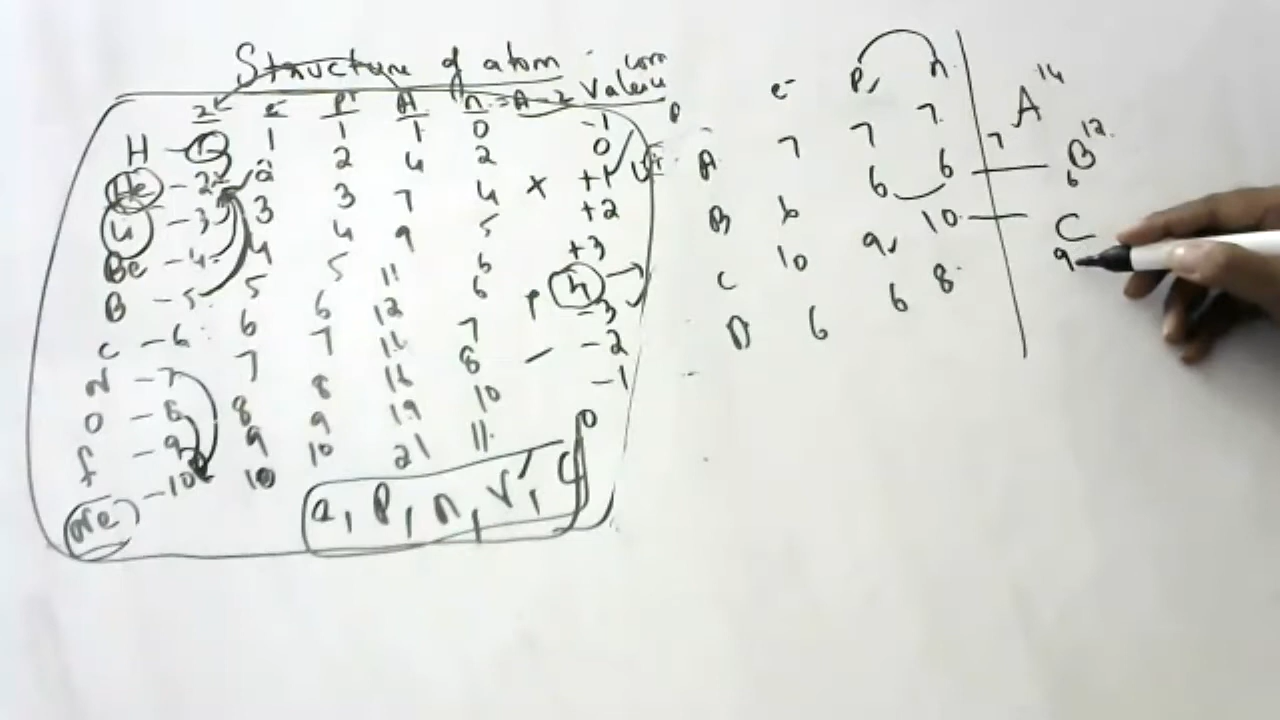 Structure of atom
Z e⁻ P⁺ A n = A - Z
H - 1 1 1 1 0 -1
He - 2 2 2 4 2 0
Li - 3 3 3 7 4 x +1
Be - 4 4 4 9 5 +2
B - 5 5 5 11 6 +3
C - 6 6 6 12 6 4
N - 7 7 7 7 -3
O - 8 8 8 16 8 - -2
f - 9 9 9 19 10 -1
Ne - 10 10 10 21 11 0
P, n, V,
e⁻ P, n
A 7 7 7
B 6 6 6
C 10 9 10
D 6 6 8
A 14 7
B 12 6
C 9